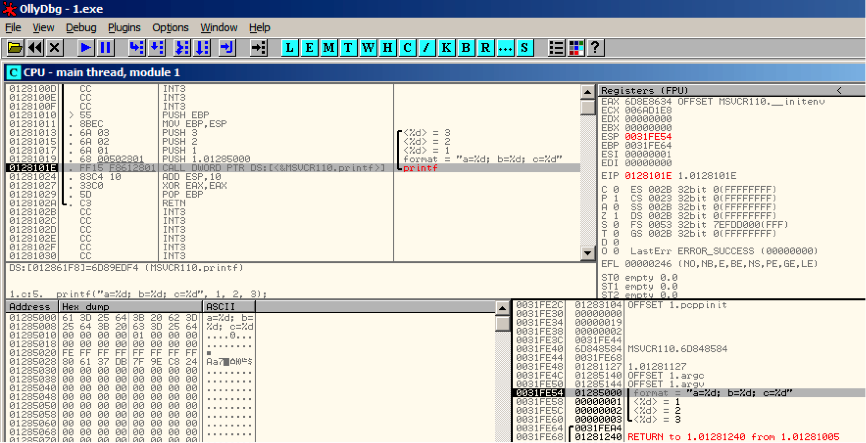 OllyDbg - 1.exe
File View Debug Plugins Options Window Help
L E M T W H C / K B R ... S ?
C CPU - main thread, module 1
0128100D CC INT3
0128100E CC INT3
0128100F CC INT3
01281010 > 55 PUSH EBP
01281011 . 8BEC MOV EBP,ESP
01281013 . 6A 03 PUSH 3 <%d> = 3
01281015 . 6A 02 PUSH 2 <%d> = 2
01281017 . 6A 01 PUSH 1 <%d> = 1
01281019 . 68 00502801 PUSH 1.01285000 format = "a=%d; b=%d; c=%d"
0128101E . FF15 F8612801 CALL DWORD PTR DS:[<&MSVCR110.printf>] printf
01281024 . 83C4 10 ADD ESP,10
01281027 . 33C0 XOR EAX,EAX
01281029 . 5D POP EBP
0128102A . C3 RETN
0128102B CC INT3
0128102C CC INT3
0128102D CC INT3
0128102E CC INT3
0128102F CC INT3
01281030 CC INT3
DS:[012861F8]=6D89EDF4 (MSVCR110.printf)
1.c:5. printf("a=%d; b=%d; c=%d", 1, 2, 3);
Registers (FPU) <
EAX 6D8E8634 OFFSET MSVCR110.__initenv
ECX 006AD1E8
EDX 00000000
EBX 00000000
ESP 0031FE54
EBP 0031FE64
ESI 00000001
EDI 00000000
EIP 0128101E 1.0128101E
C 0 ES 002B 32bit 0(FFFFFFFF)
P 1 CS 0023 32bit 0(FFFFFFFF)
A 0 SS 002B 32bit 0(FFFFFFFF)
Z 1 DS 002B 32bit 0(FFFFFFFF)
S 0 FS 0053 32bit 7EFDD000(FFF)
T 0 GS 002B 32bit 0(FFFFFFFF)
D 0
O 0 LastErr ERROR_SUCCESS (00000000)
EFL 00000246 (NO,NB,E,BE,NS,PE,GE,LE)
ST0 empty 0.0
ST1 empty 0.0
ST2 empty 0.0
Address Hex dump ASCII
01285000 61 3D 25 64 3B 20 62 3D a=%d; b=
01285008 25 64 3B 20 63 3D 25 64 %d; c=%d
01285010 00 00 00 00 01 00 00 00
01285018 00 00 00 00 00 00 00 00 ........
01285020 FE FF FF FF FF FF FF FF
01285028 80 61 37 DB 7F 9E C8 24
01285030 00 00 00 00 00 00 00 00 ........
01285038 00 00 00 00 00 00 00 00 ........
01285040 00 00 00 00 00 00 00 00 ........
01285048 00 00 00 00 00 00 00 00 ........
01285050 00 00 00 00 00 00 00 00 ........
01285058 00 00 00 00 00 00 00 00 ........
01285060 00 00 00 00 00 00 00 00 ........
01285068 00 00 00 00 00 00 00 00 ........
0031FE2C 01283104 OFFSET 1.poppinit
0031FE30 00000000
0031FE34 00000019
0031FE38 00000002
0031FE3C 0031FE44
0031FE40 6D848584 MSVCR110.6D848584
0031FE44 0031FE68
0031FE48 01281127 1.01281127
0031FE4C 01285140 OFFSET 1.argc
0031FE50 01285144 OFFSET 1.argv
0031FE54 01285000 format = "a=%d; b=%d; c=%d"
0031FE58 00000001 <%d> = 1
0031FE5C 00000002 <%d> = 2
0031FE60 00000003 <%d> = 3
0031FE64 0031FEA4
0031FE68 01281240 RETURN to 1.01281240 from 1.01281005